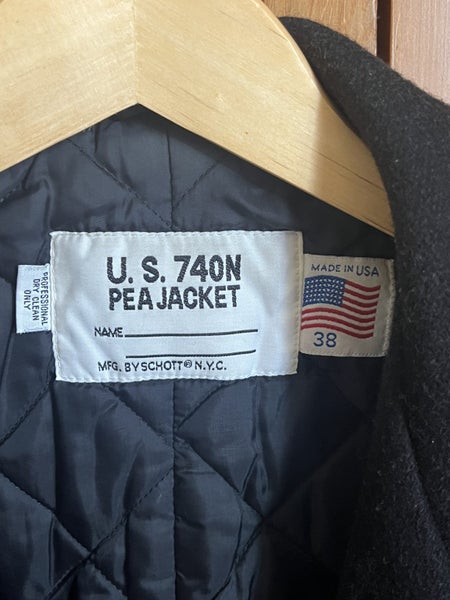 PROFESSIONAL
DRY CLEAN
ONLY
U. S. 740N
PEA JACKET
NAME
MFG. BY SCHOTT® N.Y.C.
MADE IN USA
38